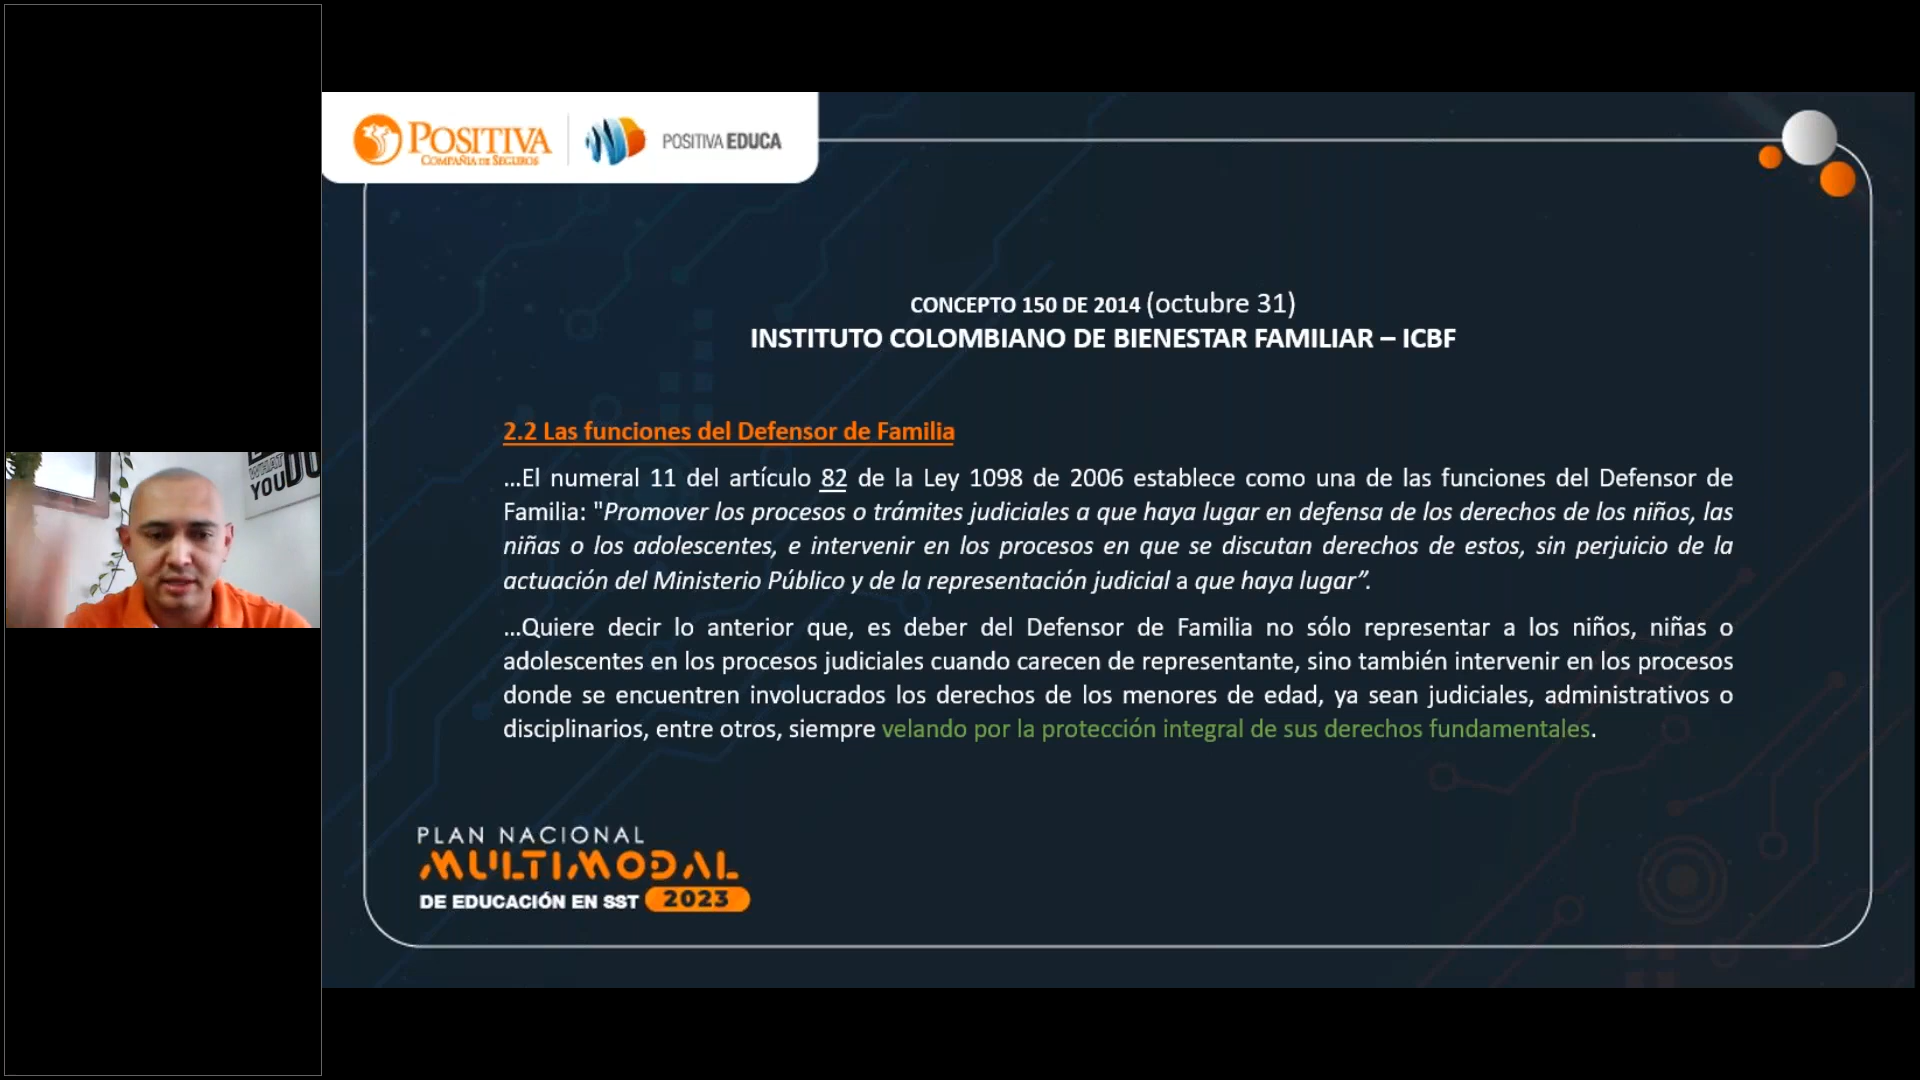 POSITIVA
COMPAÑIA DE SEGUROS
POSITIVA EDUCA
CONCEPTO 150 DE 2014 (octubre 31)
INSTITUTO COLOMBIANO DE BIENESTAR FAMILIAR – ICBF
2.2 Las funciones del Defensor de Familia
...El numeral 11 del artículo 82 de la Ley 1098 de 2006 establece como una de las funciones del Defensor de
Familia: "Promover los procesos o trámites judiciales a que haya lugar en defensa de los derechos de los niños, las
niñas o los adolescentes, e intervenir en los procesos en que se discutan derechos de estos, sin perjuicio de la
actuación del Ministerio Público y de la representación judicial a que haya lugar”.
...Quiere decir lo anterior que, es deber del Defensor de Familia no sólo representar a los niños, niñas o
adolescentes en los procesos judiciales cuando carecen de representante, sino también intervenir en los procesos
donde se encuentren involucrados los derechos de los menores de edad, ya sean judiciales, administrativos o
disciplinarios, entre otros, siempre velando por la protección integral de sus derechos fundamentales.
WHAT
YOU DO
PLAN NACIONAL
MULTIMODAL
DE EDUCACIÓN EN SST 2023